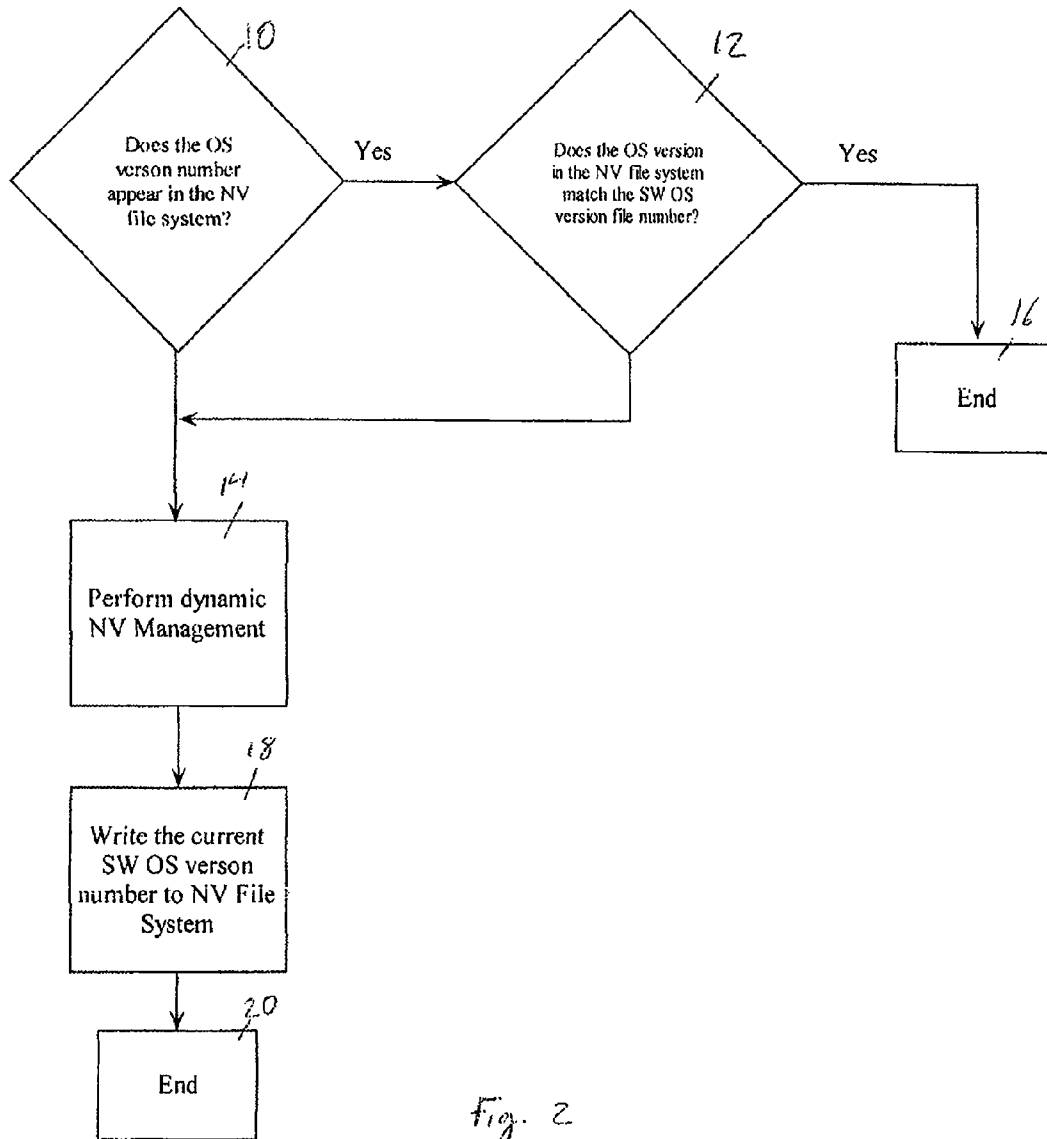 10
Does the OS
verson number
appear in the NV
file system?
Yes
12
Does the OS version
in the NV file system
match the SW OS
version file number?
Yes
16
End
14
Perform dynamic
NV Management
18
Write the current
SW OS verson
number to NV File
System
20
End
Fig. 2